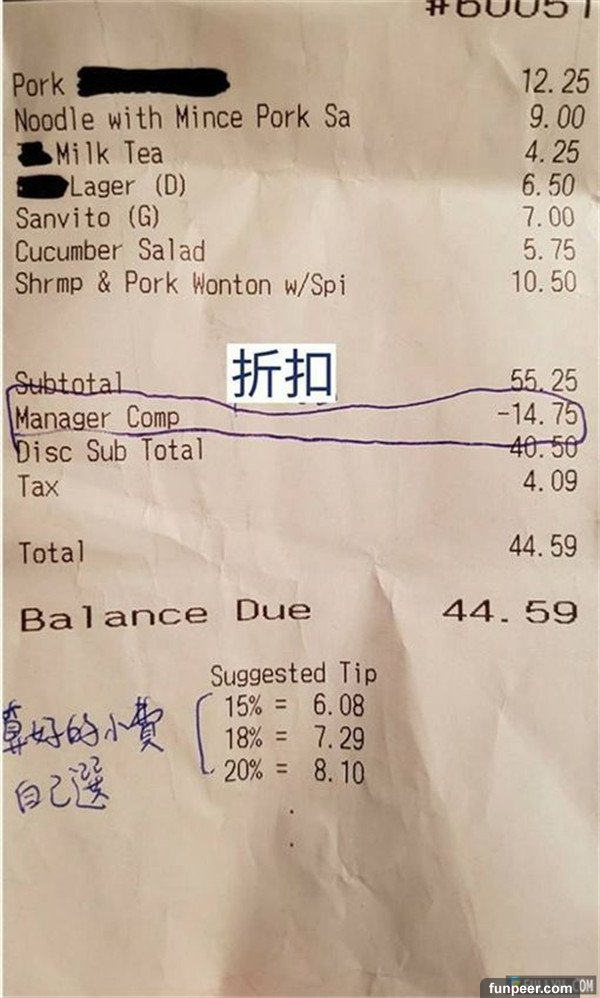 #60051
Pork 12.25
Noodle with Mince Pork Sa 9.00
Milk Tea 4.25
Lager (D) 6.50
Sanvito (G) 7.00
Cucumber Salad 5.75
Shrmp & Pork Wonton w/Spi 10.50
折扣
Subtotal 55.25
Manager Comp -14.75
Disc Sub Total 40.50
Tax 4.09
Total 44.59
Balance Due 44.59
Suggested Tip
15% = 6.08
18% = 7.29
20% = 8.10
算好的小費
自己選
funpeer.com